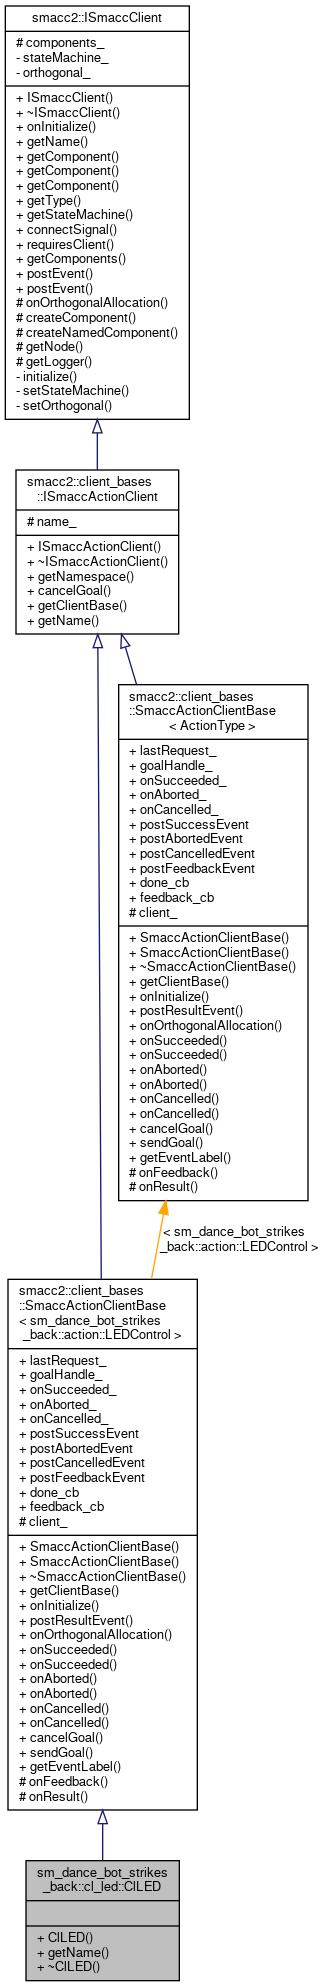 smacc2::ISmaccClient
# components_
- stateMachine_
- orthogonal_
+ ISmaccClient()
+ ~ISmaccClient()
+ onInitialize()
+ getName()
+ getComponent()
+ getComponent()
+ getComponent()
+ getType()
+ getStateMachine()
+ connectSignal()
+ requiresClient()
+ getComponents()
+ postEvent()
+ postEvent()
# onOrthogonalAllocation()
# createComponent()
# createNamedComponent()
# getNode()
# getLogger()
- initialize()
- setStateMachine()
- setOrthogonal()
smacc2::client_bases
::ISmaccActionClient
# name_
+ ISmaccActionClient()
+ ~ISmaccActionClient()
+ getNamespace()
+ cancelGoal()
+ getClientBase()
+ getName()
smacc2::client_bases
::SmaccActionClientBase
< ActionType >
+ lastRequest_
+ goalHandle_
+ onSucceeded_
+ onAborted_
+ onCancelled_
+ postSuccessEvent
+ postAbortedEvent
+ postCancelledEvent
+ postFeedbackEvent
+ done_cb
+ feedback_cb
# client_
+ SmaccActionClientBase()
+ SmaccActionClientBase()
+ ~SmaccActionClientBase()
+ getClientBase()
+ onInitialize()
+ postResultEvent()
+ onOrthogonalAllocation()
+ onSucceeded()
+ onSucceeded()
+ onAborted()
+ onAborted()
+ onCancelled()
+ onCancelled()
+ cancelGoal()
+ sendGoal()
+ getEventLabel()
# onFeedback()
# onResult()
< sm_dance_bot_strikes
_back::action::LEDControl >
smacc2::client_bases
::SmaccActionClientBase
< sm_dance_bot_strikes
_back::action::LEDControl >
+ lastRequest_
+ goalHandle_
+ onSucceeded_
+ onAborted_
+ onCancelled_
+ postSuccessEvent
+ postAbortedEvent
+ postCancelledEvent
+ postFeedbackEvent
+ done_cb
+ feedback_cb
# client_
+ SmaccActionClientBase()
+ SmaccActionClientBase()
+ ~SmaccActionClientBase()
+ getClientBase()
+ onInitialize()
+ postResultEvent()
+ onOrthogonalAllocation()
+ onSucceeded()
+ onSucceeded()
+ onAborted()
+ onAborted()
+ onCancelled()
+ onCancelled()
+ cancelGoal()
+ sendGoal()
+ getEventLabel()
# onFeedback()
# onResult()
sm_dance_bot_strikes
_back::cl_led::ClLED
+ ClLED()
+ getName()
+ ~ClLED()